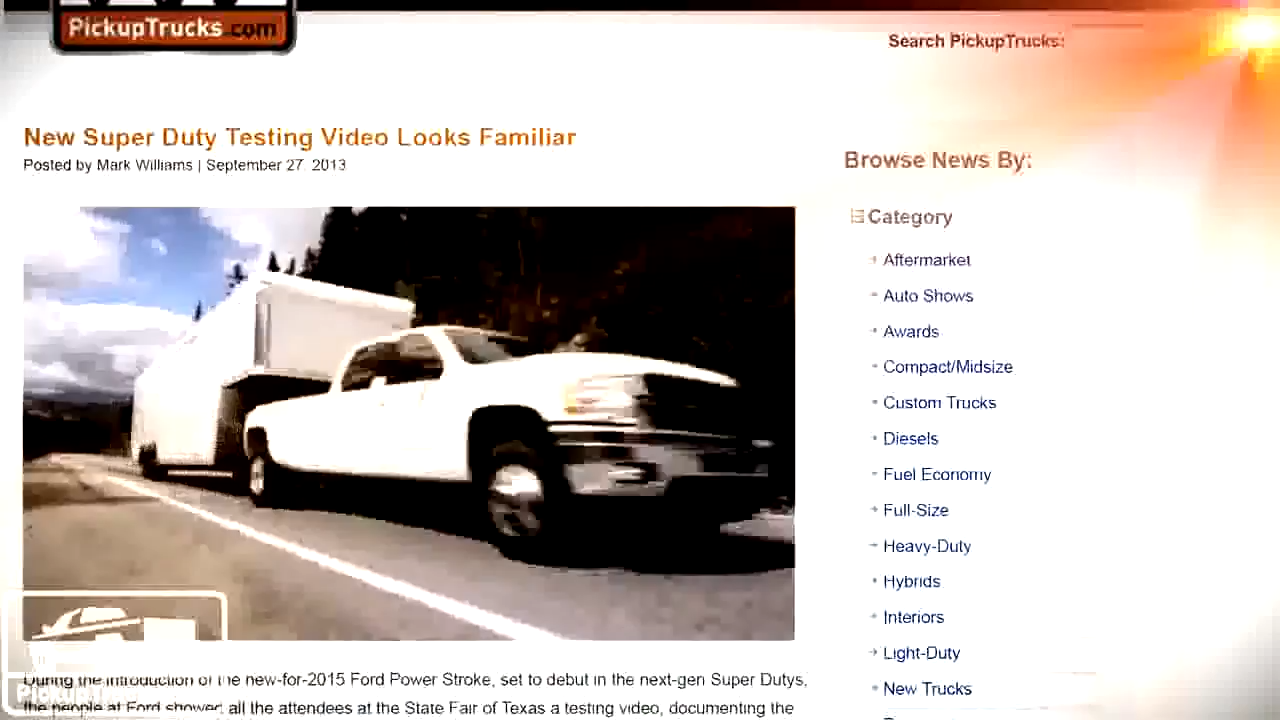 PickupTrucks.com
Search PickupTrucks:
New Super Duty Testing Video Looks Familiar
Posted by Mark Williams | September 27 2013
Browse News By:
Category
Aftermarket
Auto Shows
Awards
Compact/Midsize
Custom Trucks
Diesels
Fuel Economy
Full-Size
Heavy-Duty
Hybrids
Interiors
Light-Duty
New Trucks
During the introduction of the new-for-2015 Ford Power Stroke, set to debut in the next-gen Super Dutys,
the people at Ford showed all the attendees at the State Fair of Texas a testing video, documenting the